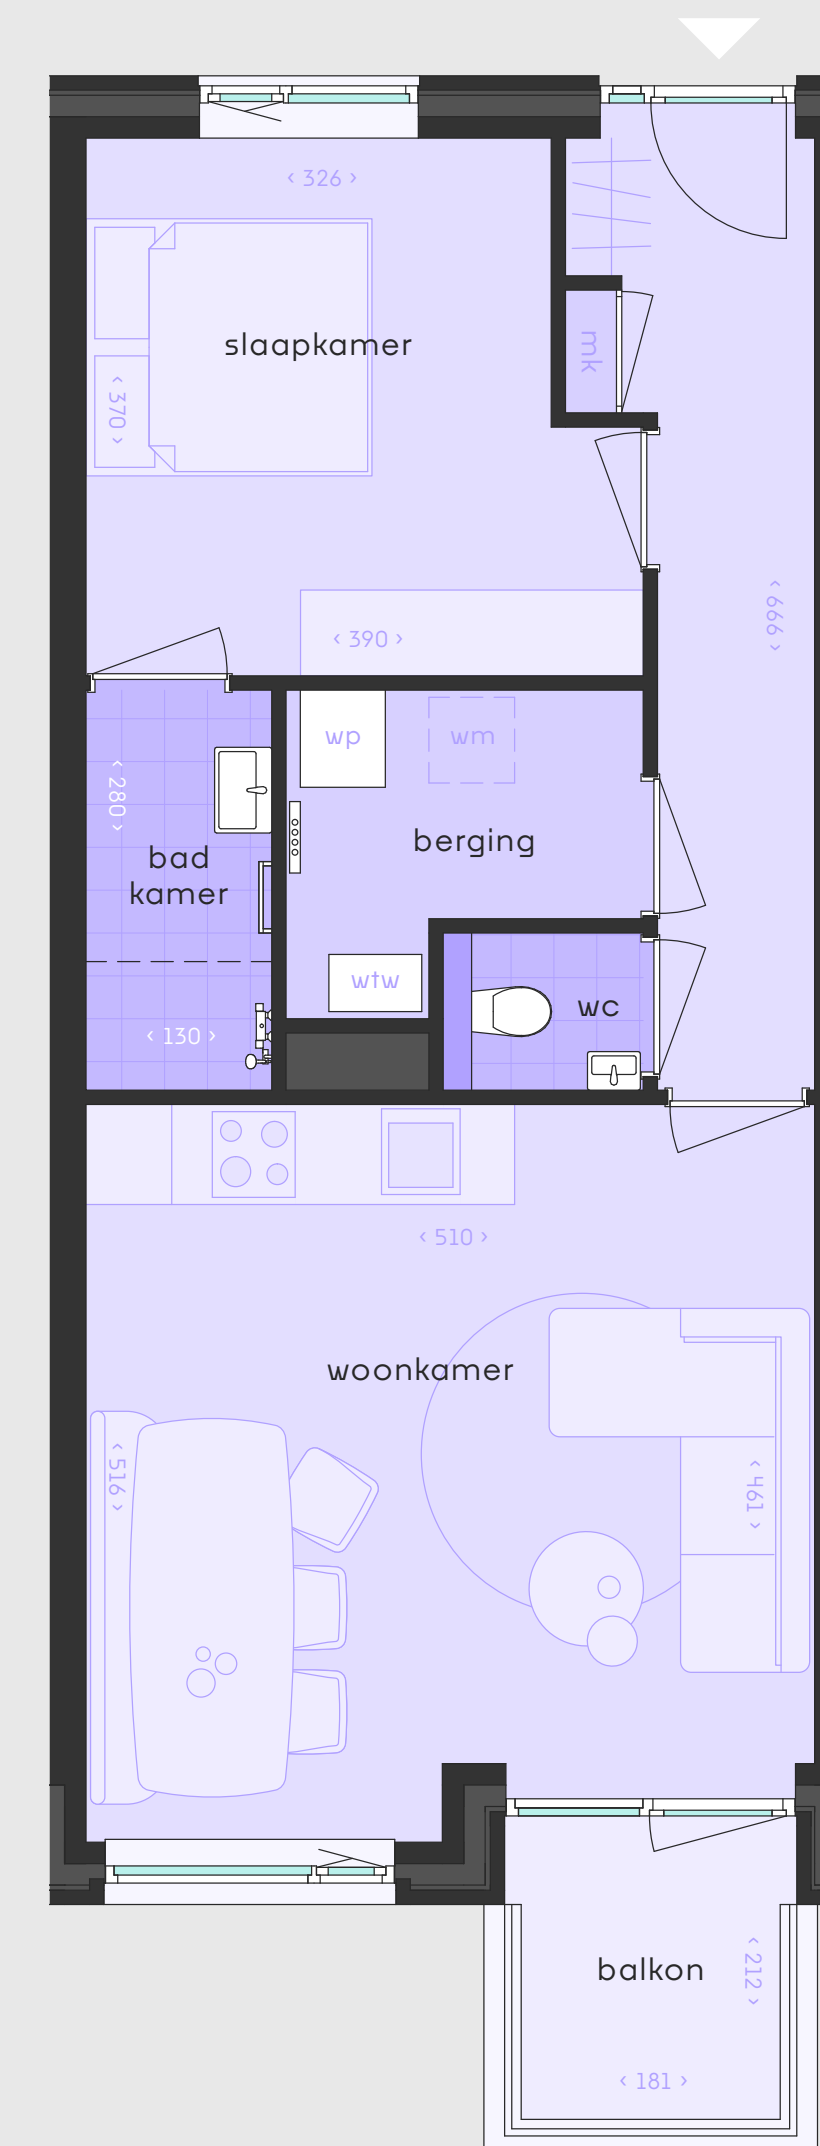 ‹ 326 ›
slaapkamer
mk
‹ 370 ›
‹ 666 ›
‹ 390 ›
wp
wm
‹ 280 ›
berging
bad
kamer
wtw
wc
‹ 130 ›
‹ 510 ›
woonkamer
‹ 516 ›
‹ 461 ›
balkon
‹ 212 ›
‹ 181 ›